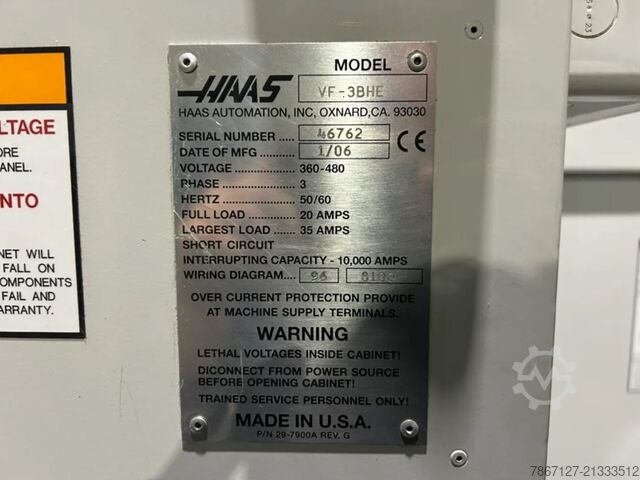 LTAGE
ORE
ANEL.
NTO
NET WILL
FALL ON
OMPONENTS
FAIL AND
ARRANTY.
HAAS
MODEL
VF-3BHE
HAAS AUTOMATION, INC. OXNARD,CA. 93030
SERIAL NUMBER .... 46762
DATE OF MFG ........... 1/06
CE
VOLTAGE .................. 360-480
PHASE ..................... 3
HERTZ ...................... 50/60
FULL LOAD ............... 20 AMPS
LARGEST LOAD ....... 35 AMPS
SHORT CIRCUIT
INTERRUPTING CAPACITY - 10,000 AMPS
WIRING DIAGRAM.... 96
OVER CURRENT PROTECTION PROVIDE
AT MACHINE SUPPLY TERMINALS.
WARNING
LETHAL VOLTAGES INSIDE CABINET!
DICONNECT FROM POWER SOURCE
BEFORE OPENING CABINET!
TRAINED SERVICE PERSONNEL ONLY!
MADE IN U.S.A.
P/N 29-7900A REV. G
7867127-21333512